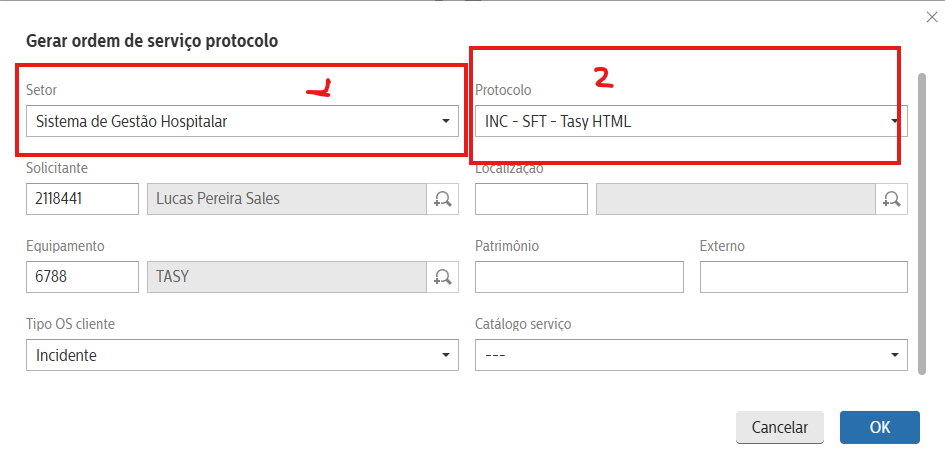 Gerar ordem de serviço protocolo
1
2
Setor
Protocolo
Sistema de Gestão Hospitalar
INC - SFT - Tasy HTML
Solicitante
Localização
2118441
Lucas Pereira Sales
Equipamento
Patrimônio
Externo
6788
TASY
Tipo OS cliente
Catálogo serviço
Incidente
---
Cancelar
OK